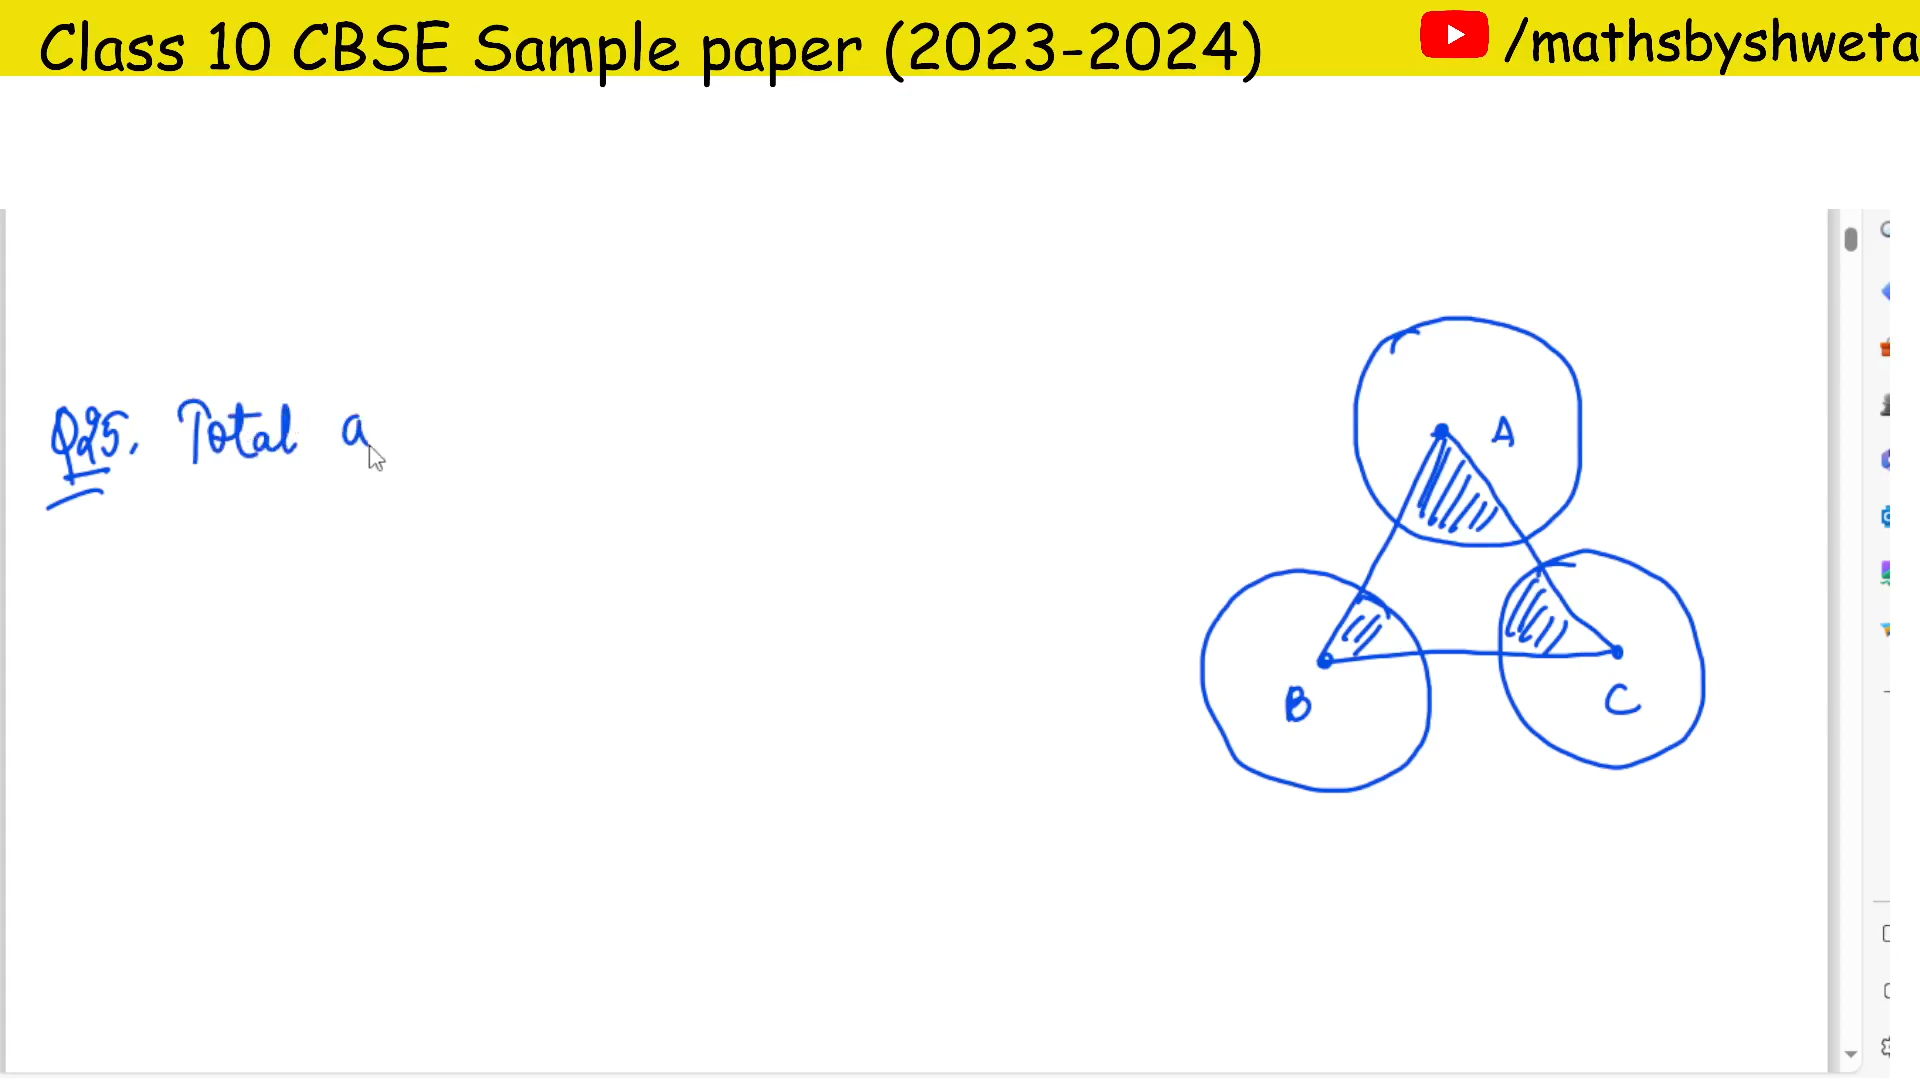 Class 10 CBSE Sample paper (2023-2024)
/mathsbyshweta
Q25. Total a
A
B
C